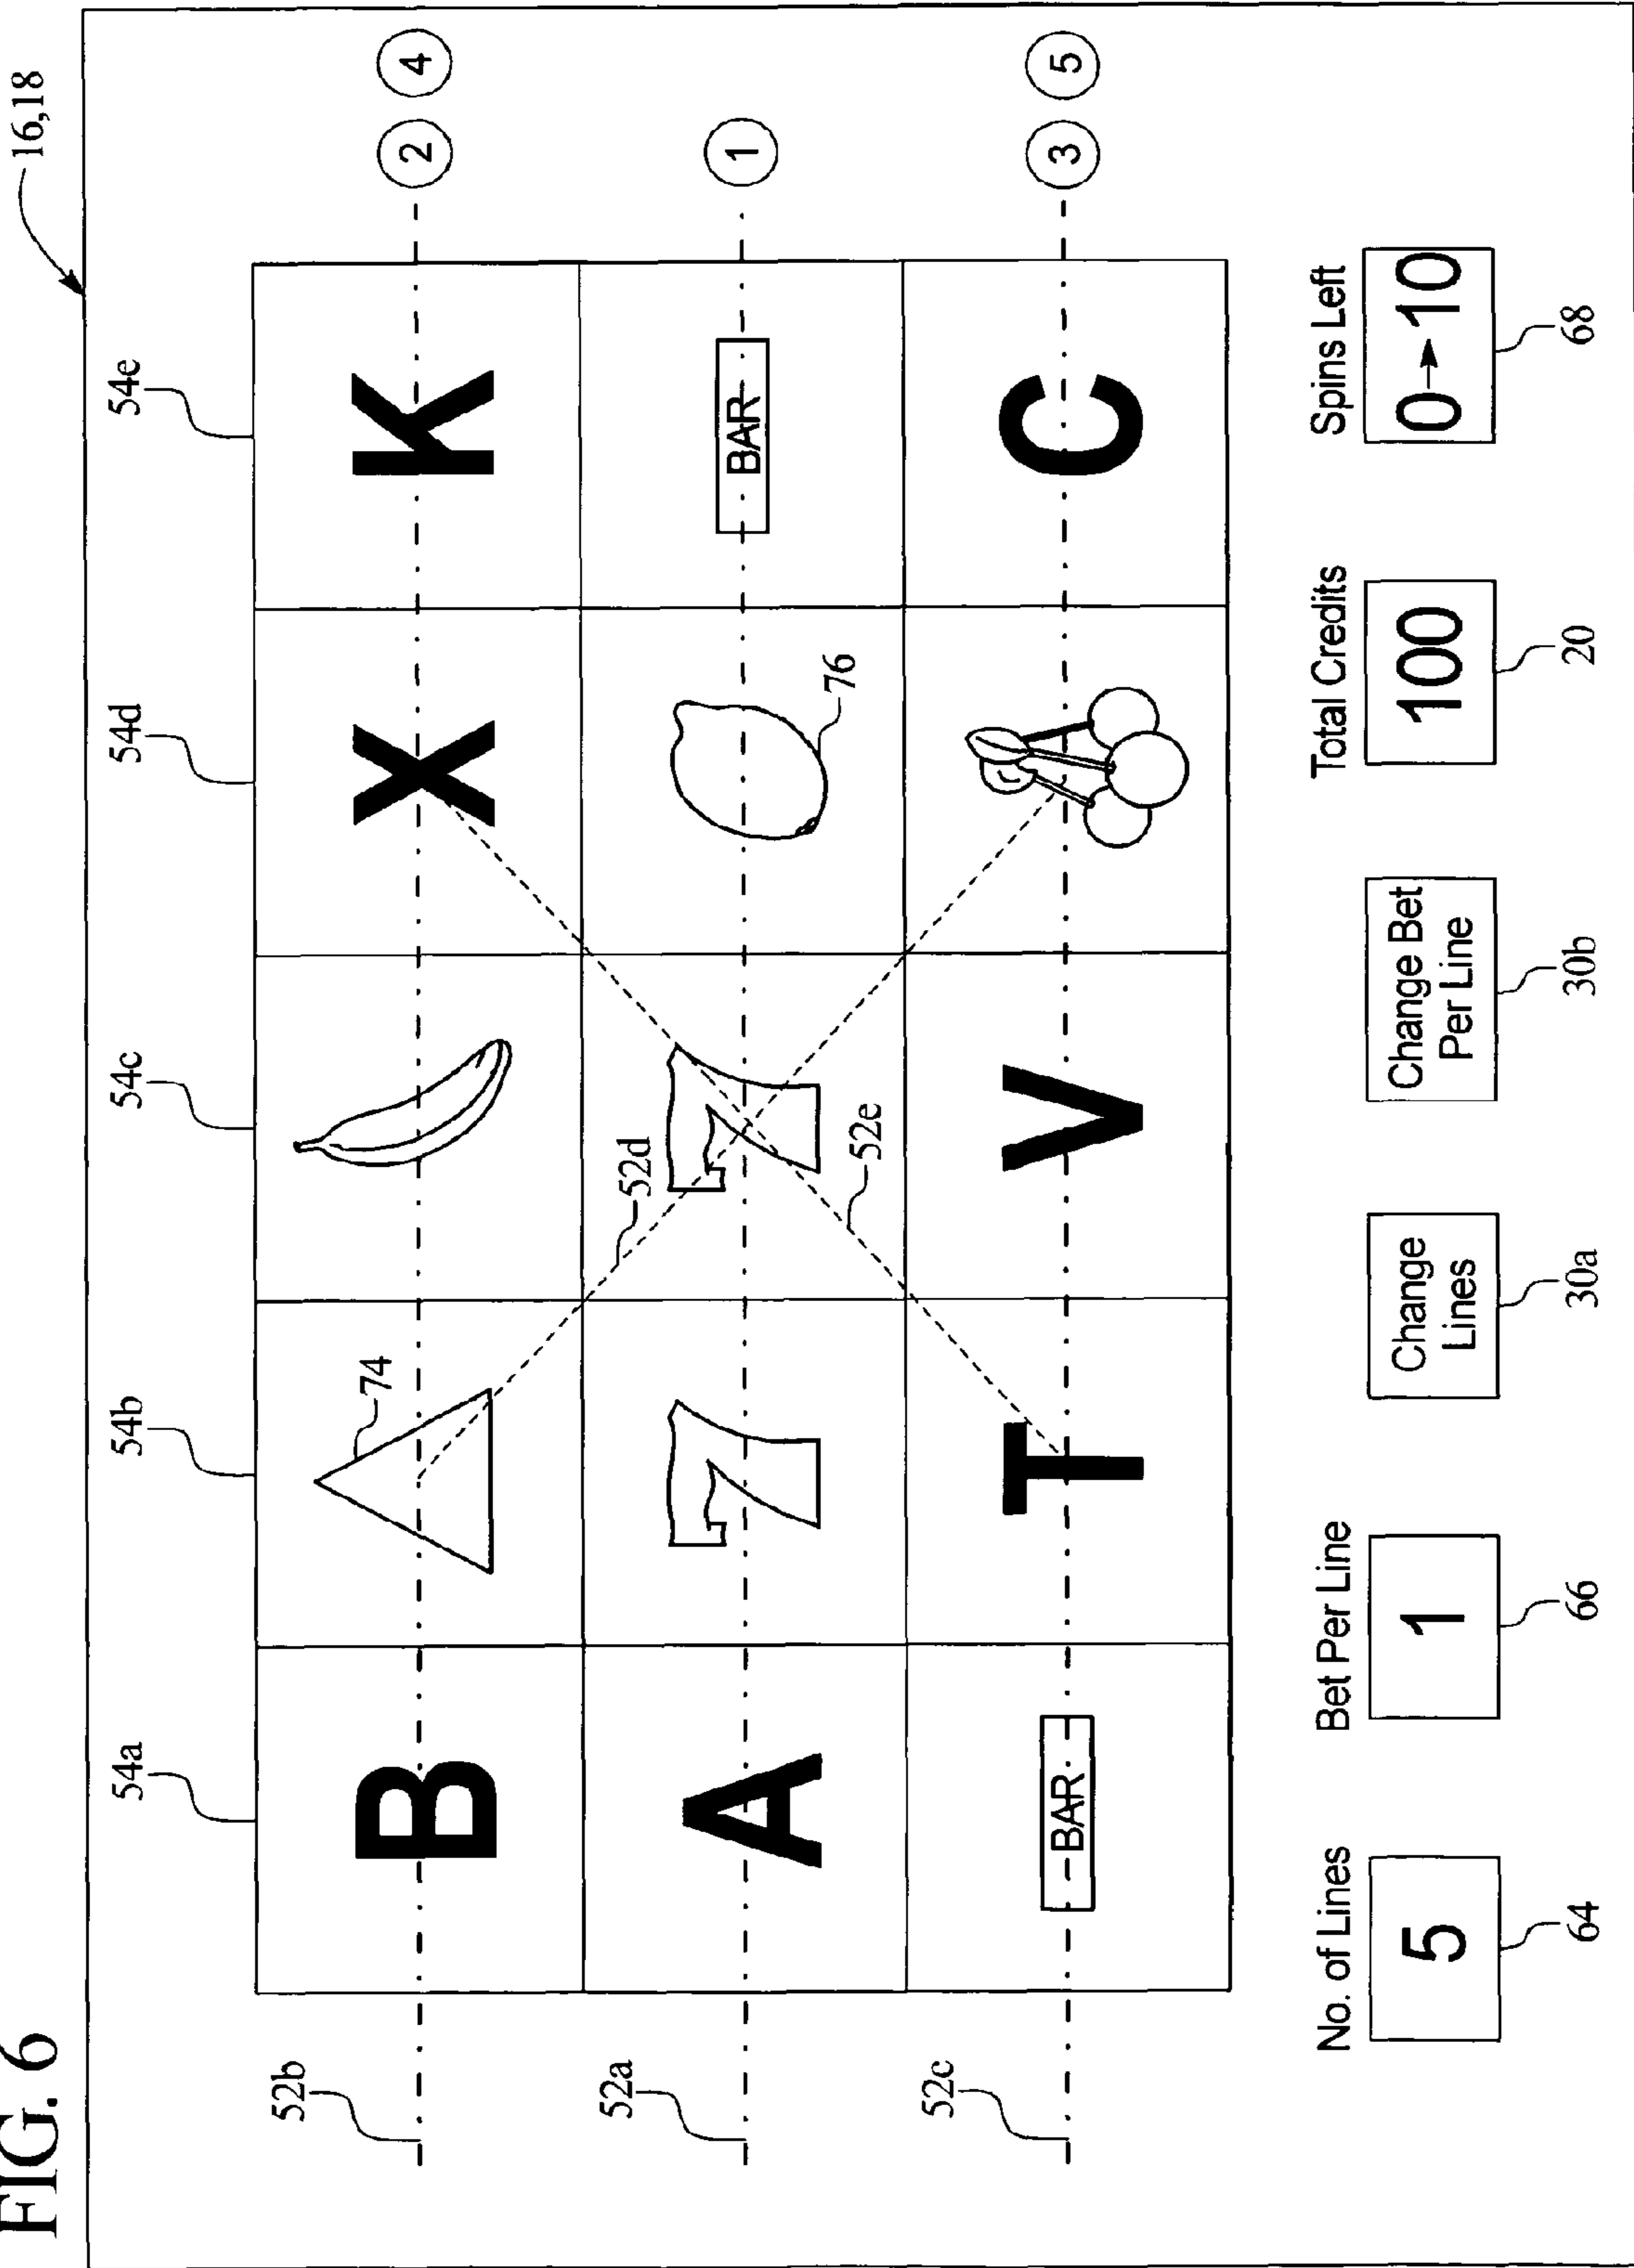 FIG. 6
16,18
54a 54b 54c 54d 54e
52b B 74 X K 2 4
52d
52a A 7 7 76 BAR 1
52e
52c BAR T V C 3 5
No. of Lines Bet Per Line Total Credits Spins Left
5 1 Change Lines Change Bet Per Line 100 0 10
64 66 30a 30b 20 68